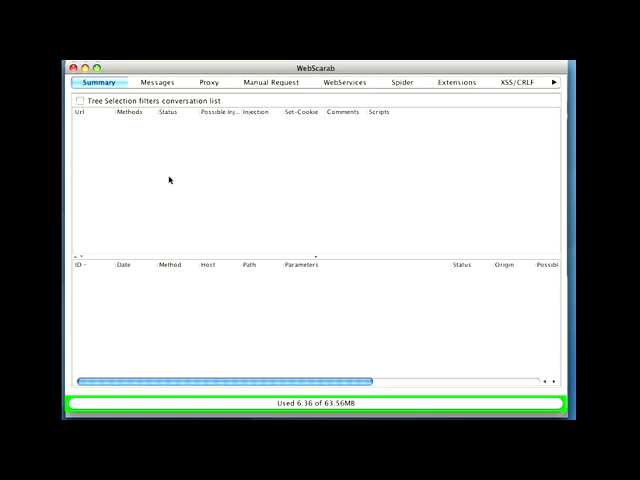 WebScarab
Summary Messages Proxy Manual Request WebServices Spider Extensions XSS/CRLF
Tree Selection filters conversation list
Url Methods Status Possible Inj... Injection Set-Cookie Comments Scripts
ID Date Method Host Path Parameters Status Origin Possibl
Used 6.36 of 63.56MB